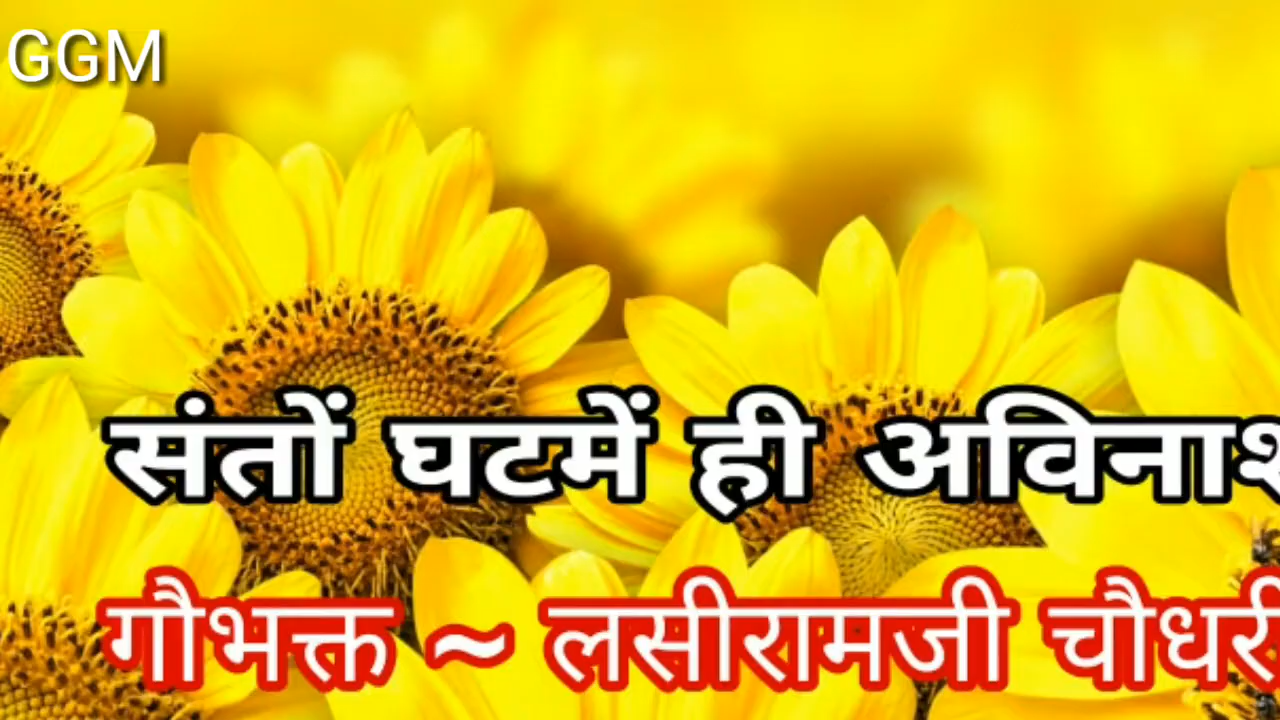 GGM
संतों घटमें ही अविनाश
गौभक्त ~ लसीरामजी चौधरी